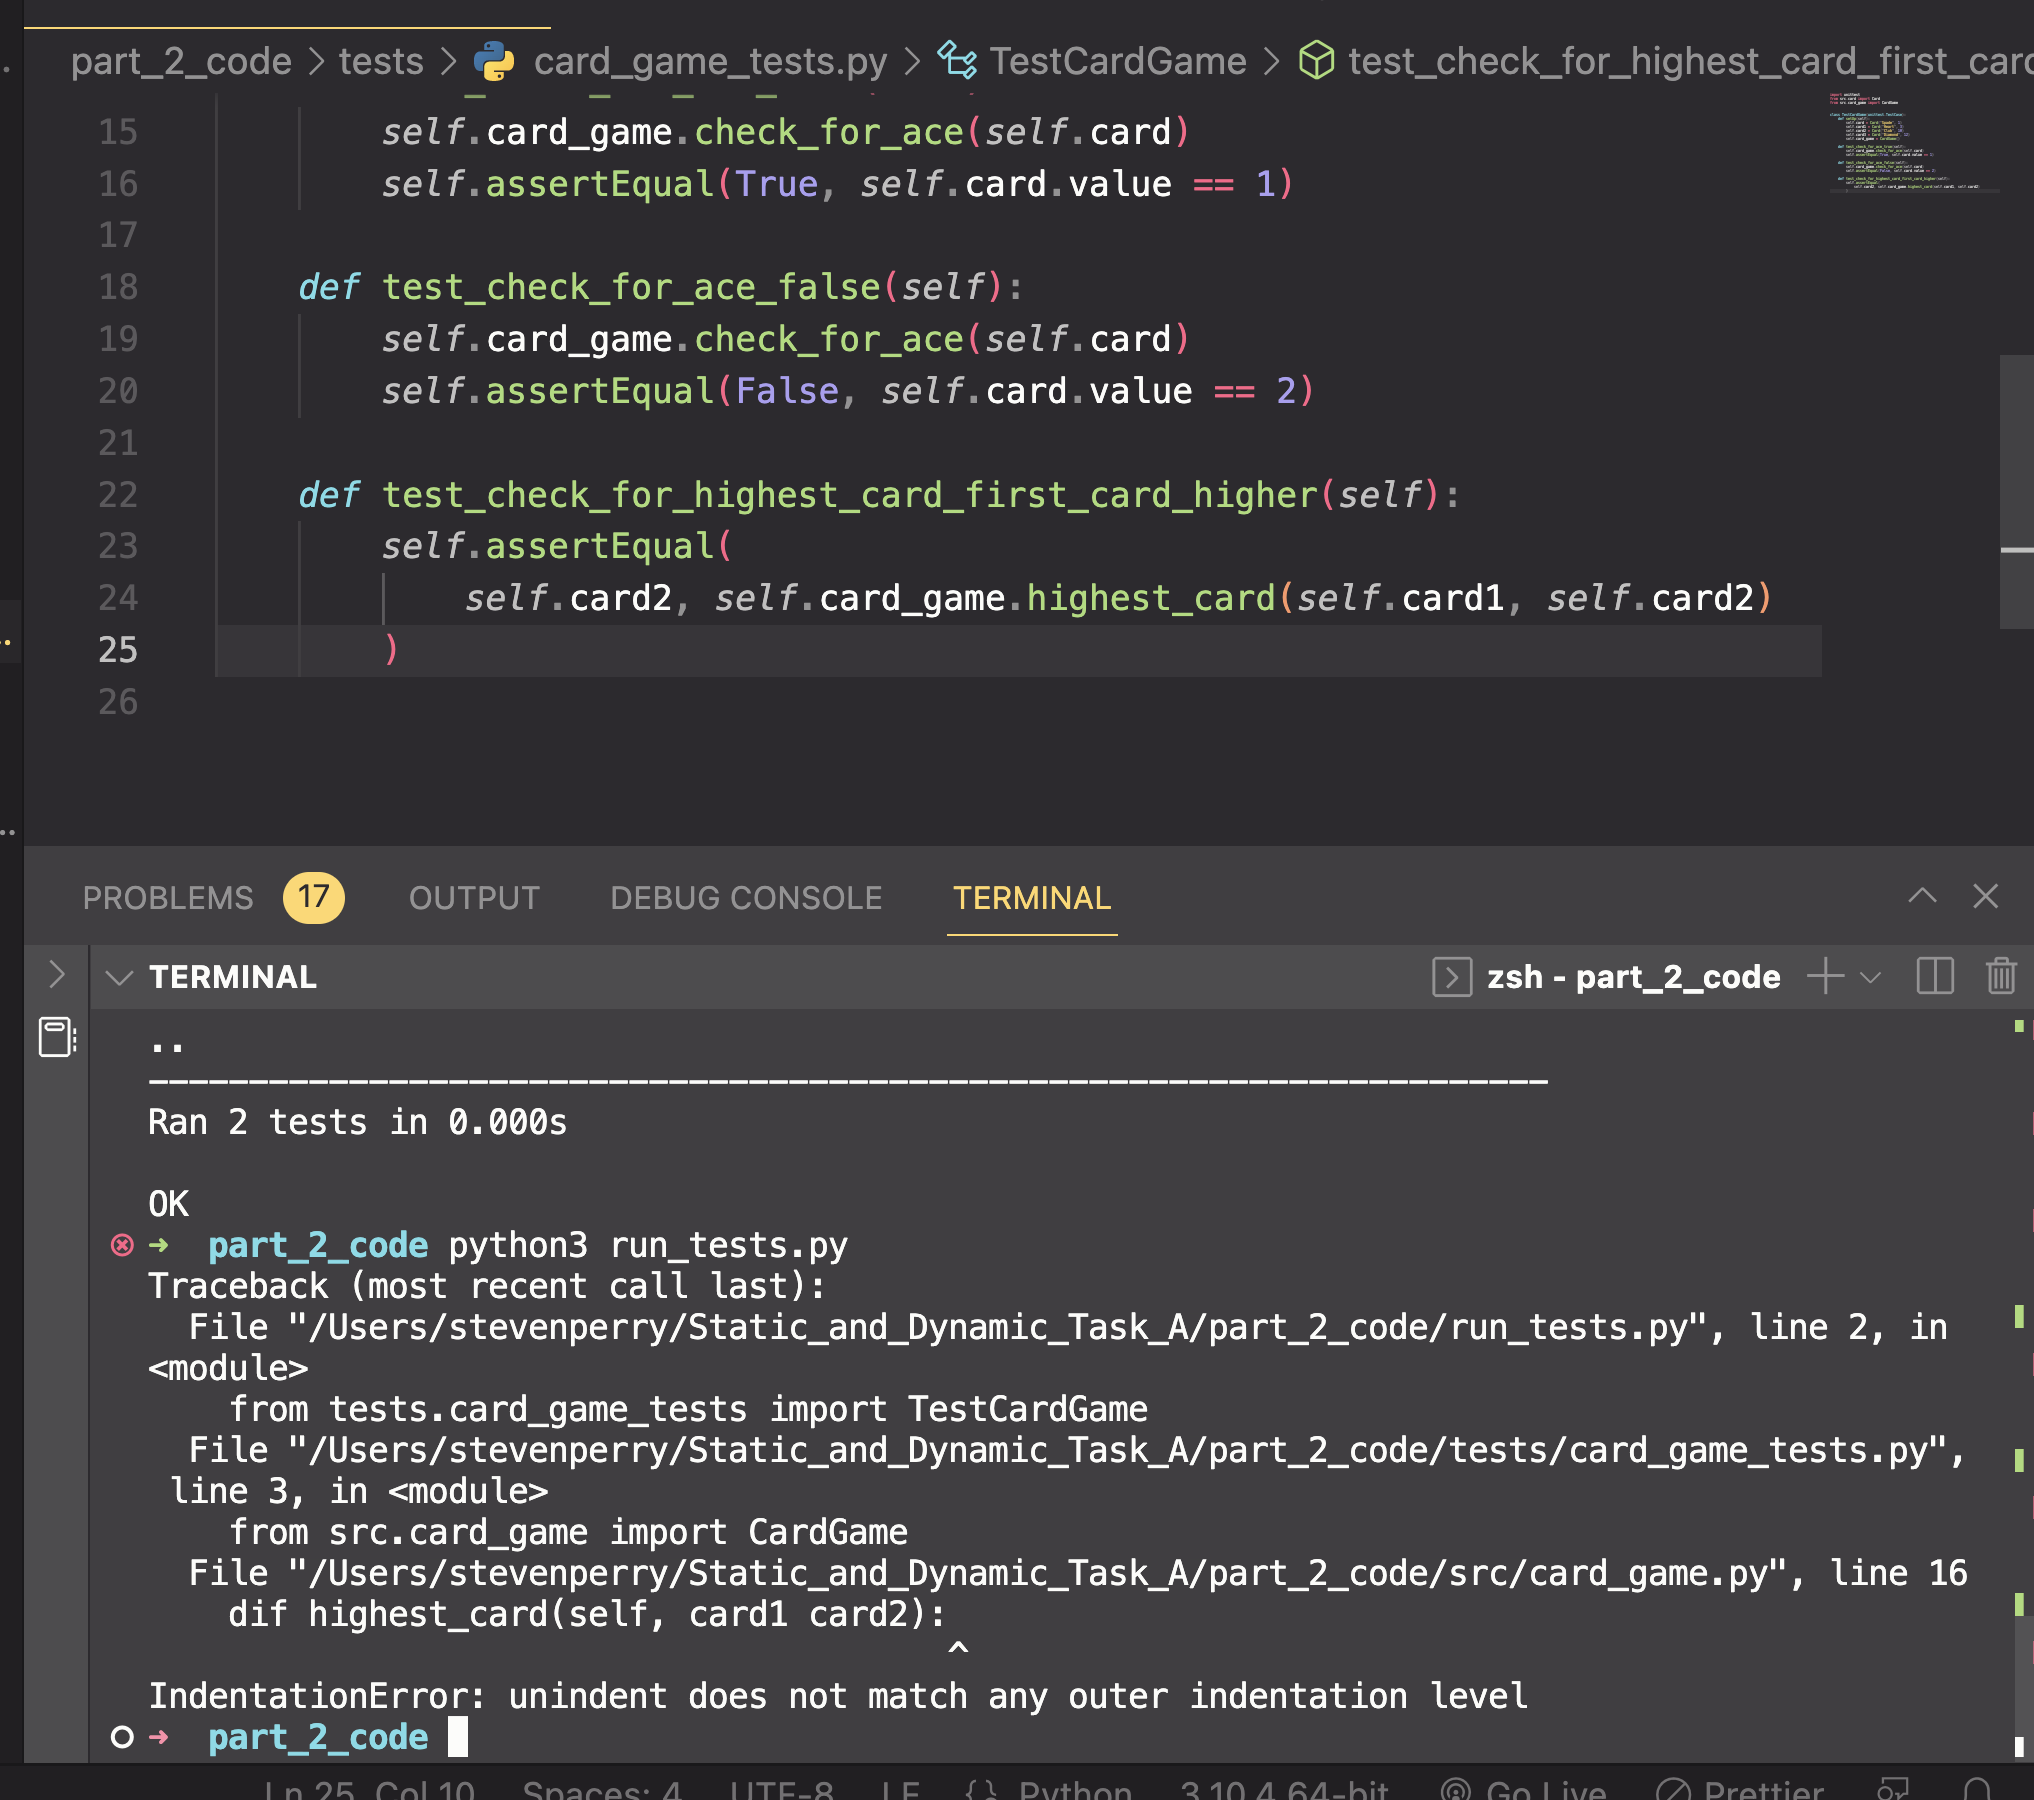 part_2_code > tests > card_game_tests.py > TestCardGame > test_check_for_highest_card_first_card
15 self.card_game.check_for_ace(self.card)
16 self.assertEqual(True, self.card.value == 1)
17
18 def test_check_for_ace_false(self):
19 self.card_game.check_for_ace(self.card)
20 self.assertEqual(False, self.card.value == 2)
21
22 def test_check_for_highest_card_first_card_higher(self):
23 self.assertEqual(
24 self.card2, self.card_game.highest_card(self.card1, self.card2)
25 )
26
PROBLEMS 17 OUTPUT DEBUG CONSOLE TERMINAL
TERMINAL zsh - part_2_code
..
----------------------------------------------------------------------
Ran 2 tests in 0.000s
OK
→ part_2_code python3 run_tests.py
Traceback (most recent call last):
File "/Users/stevenperry/Static_and_Dynamic_Task_A/part_2_code/run_tests.py", line 2, in
<module>
from tests.card_game_tests import TestCardGame
File "/Users/stevenperry/Static_and_Dynamic_Task_A/part_2_code/tests/card_game_tests.py",
line 3, in <module>
from src.card_game import CardGame
File "/Users/stevenperry/Static_and_Dynamic_Task_A/part_2_code/src/card_game.py", line 16
dif highest_card(self, card1 card2):
^
IndentationError: unindent does not match any outer indentation level
→ part_2_code
Ln 25, Col 10 Spaces: 4 UTF-8 LF {} Python 3.10.4 64-bit Go Live Prettier